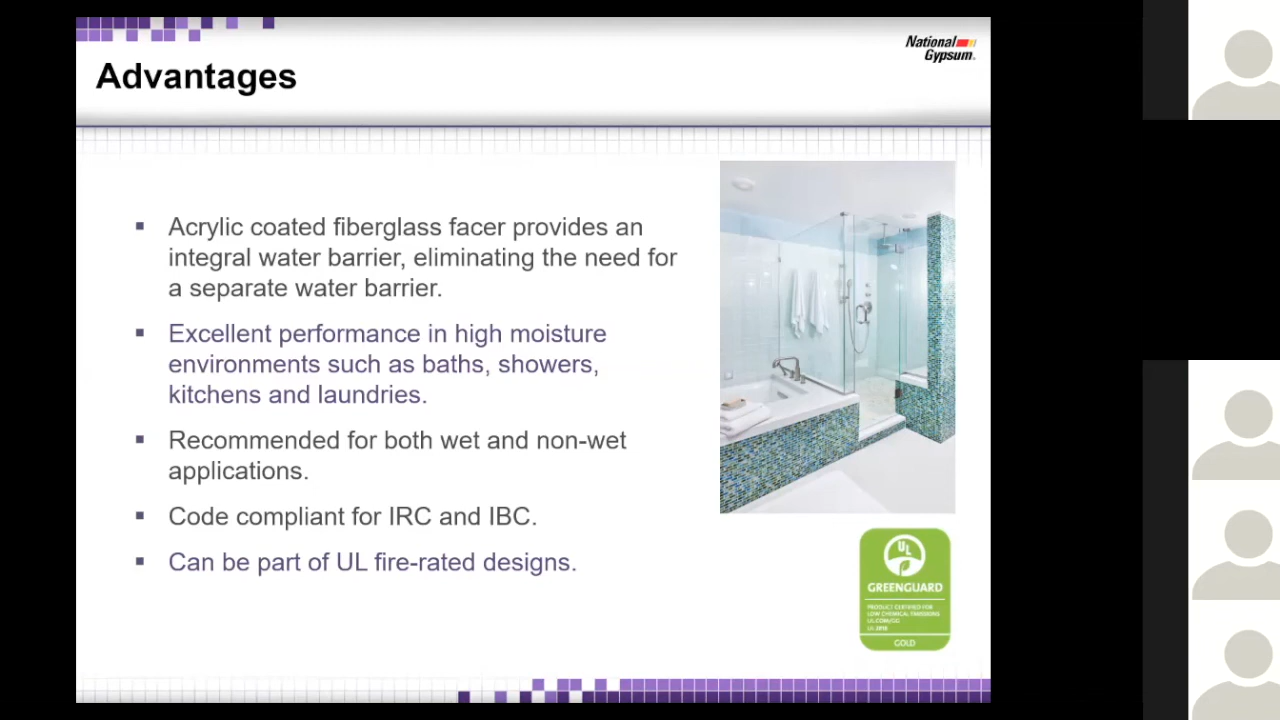 National
Gypsum
Advantages
Acrylic coated fiberglass facer provides an
integral water barrier, eliminating the need for
a separate water barrier.
Excellent performance in high moisture
environments such as baths, showers,
kitchens and laundries.
Recommended for both wet and non-wet
applications.
Code compliant for IRC and IBC.
Can be part of UL fire-rated designs.
UL
GREENGUARD
PRODUCT CERTIFIED FOR
LOW CHEMICAL EMISSIONS
UL.COM/GG
UL 2818
GOLD